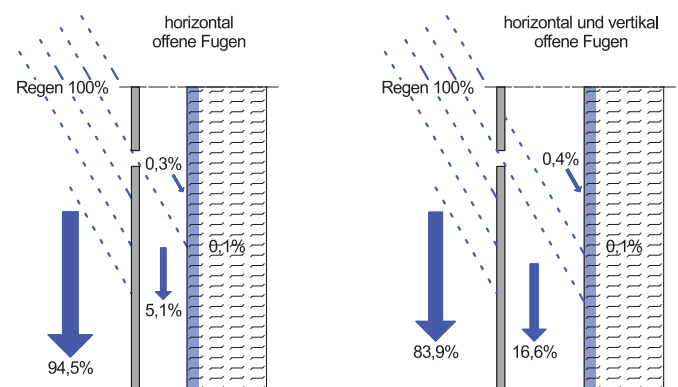 horizontal
offene Fugen
Regen 100%
0,3%
0,1%
5,1%
94,5%
horizontal und vertikal
offene Fugen
Regen 100%
0,4%
0,1%
83,9%
16,6%